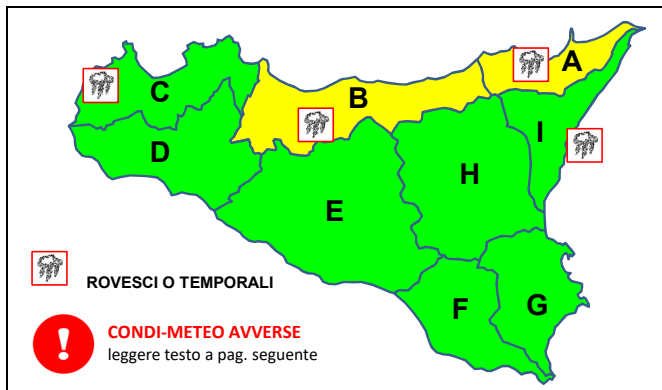 A
C
B
I
D
H
E
ROVESCI O TEMPORALI
F
G
!
CONDI-METEO AVVERSE
leggere testo a pag. seguente